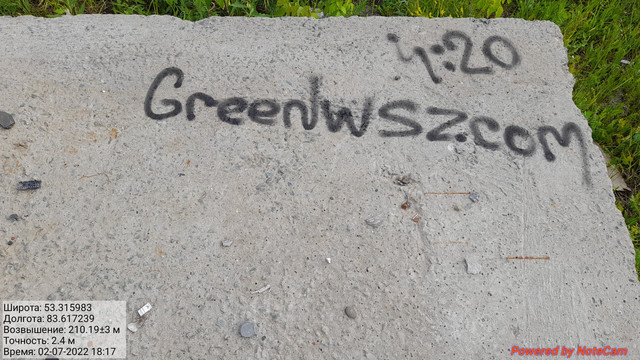 4:20
Greenwsz.com
Широта: 53.315983
Долгота: 83.617239
Возвышение: 210.19±3 м
Точность: 2.4 м
Время: 02-07-2022 18:17
Powered by NoteCam